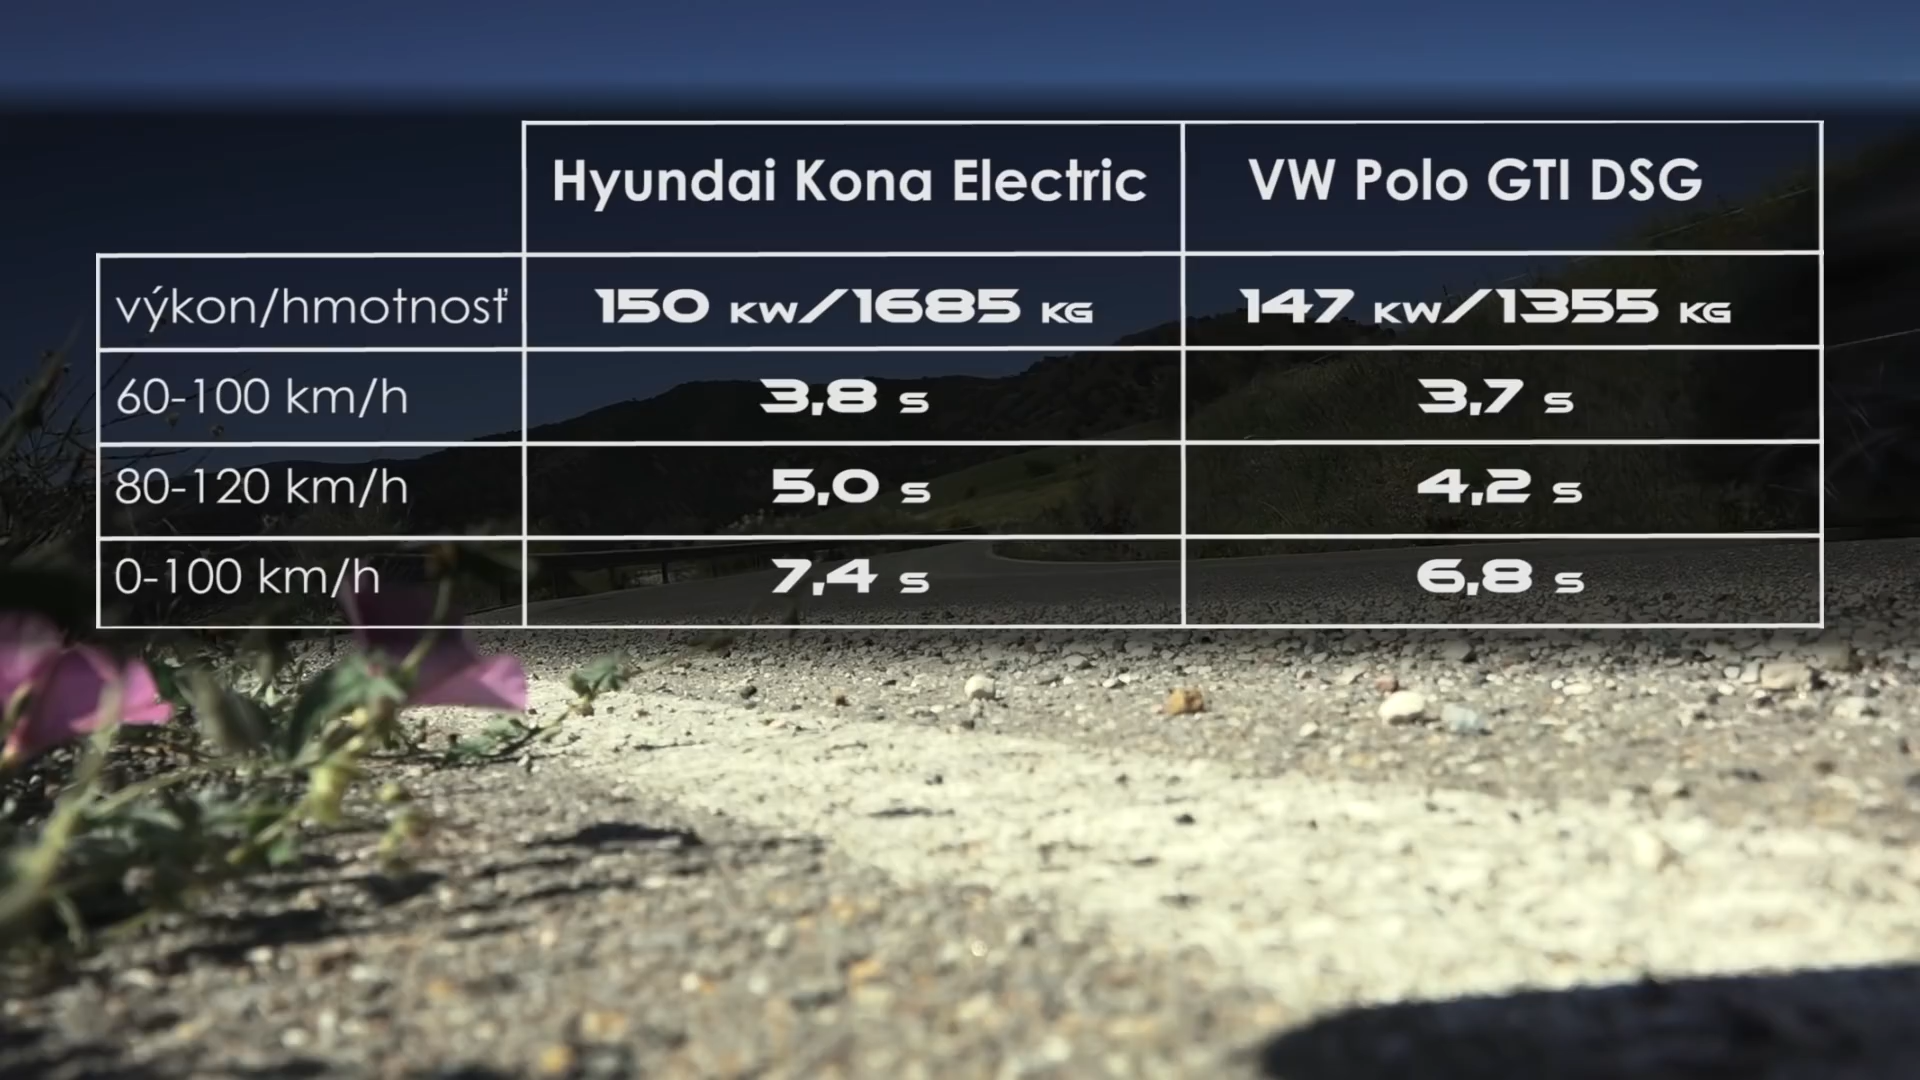 Hyundai Kona Electric VW Polo GTI DSG
výkon/hmotnosť 150 KW/1685 KG 147 KW/1355 KG
60-100 km/h 3,8 s 3,7 s
80-120 km/h 5,0 s 4,2 s
0-100 km/h 7,4 s 6,8 s